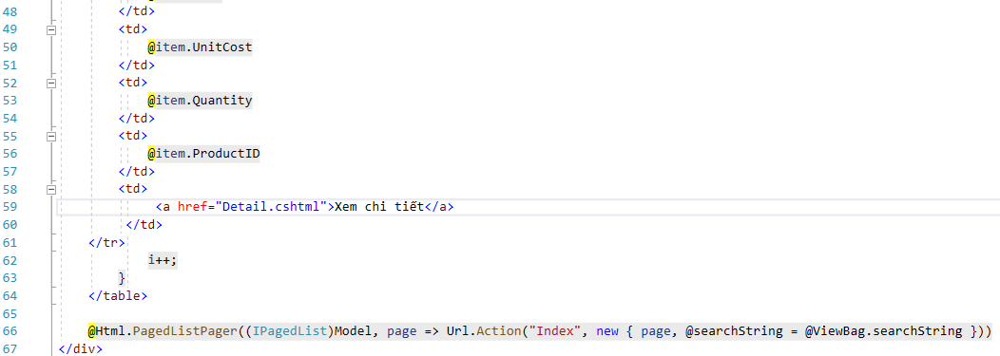 48 </td>
49 <td>
50 @item.UnitCost
51 </td>
52 <td>
53 @item.Quantity
54 </td>
55 <td>
56 @item.ProductID
57 </td>
58 <td>
59 <a href="Detail.cshtml">Xem chi tiết</a>
60 </td>
61 </tr>
62 i++;
63 }
64 </table>
65
66 @Html.PagedListPager((IPagedList)Model, page => Url.Action("Index", new { page, @searchString = @ViewBag.searchString }))
67 </div>